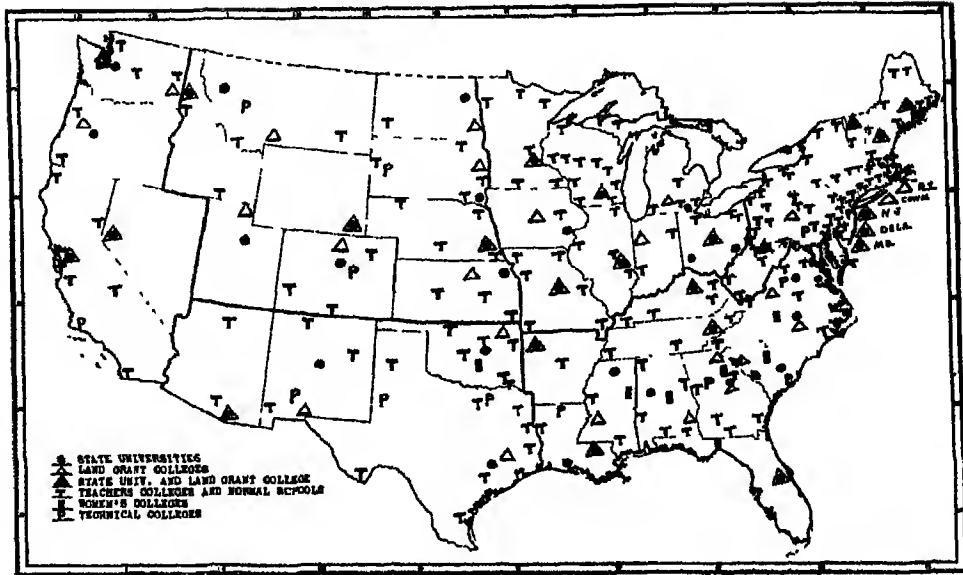 R.I.
CONN
N J
DELA.
MD.
STATE UNIVERSITIES
LAND GRANT COLLEGES
STATE UNIV. AND LAND GRANT COLLEGE
T TEACHERS COLLEGES AND NORMAL SCHOOLS
WOMEN'S COLLEGES
P TECHNICAL COLLEGES